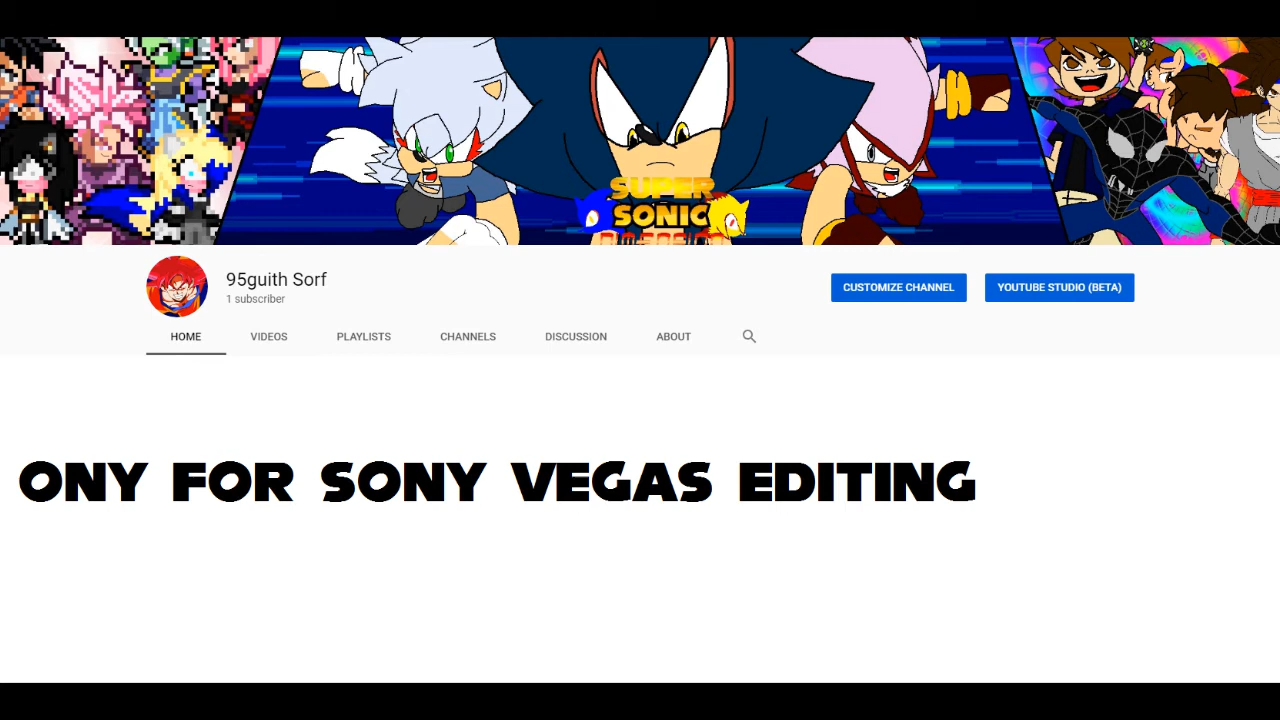 SUPER
SONIC
95guith Sorf
1 subscriber
CUSTOMIZE CHANNEL
YOUTUBE STUDIO (BETA)
HOME
VIDEOS
PLAYLISTS
CHANNELS
DISCUSSION
ABOUT
ONY FOR SONY VEGAS EDITING